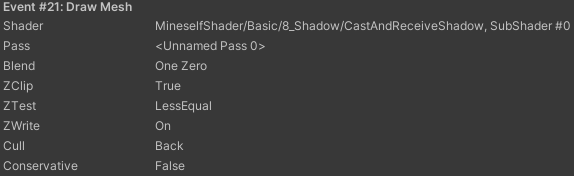 Event #21: Draw Mesh
Shader MineselfShader/Basic/8_Shadow/CastAndReceiveShadow, SubShader #0
Pass <Unnamed Pass 0>
Blend One Zero
ZClip True
ZTest LessEqual
ZWrite On
Cull Back
Conservative False